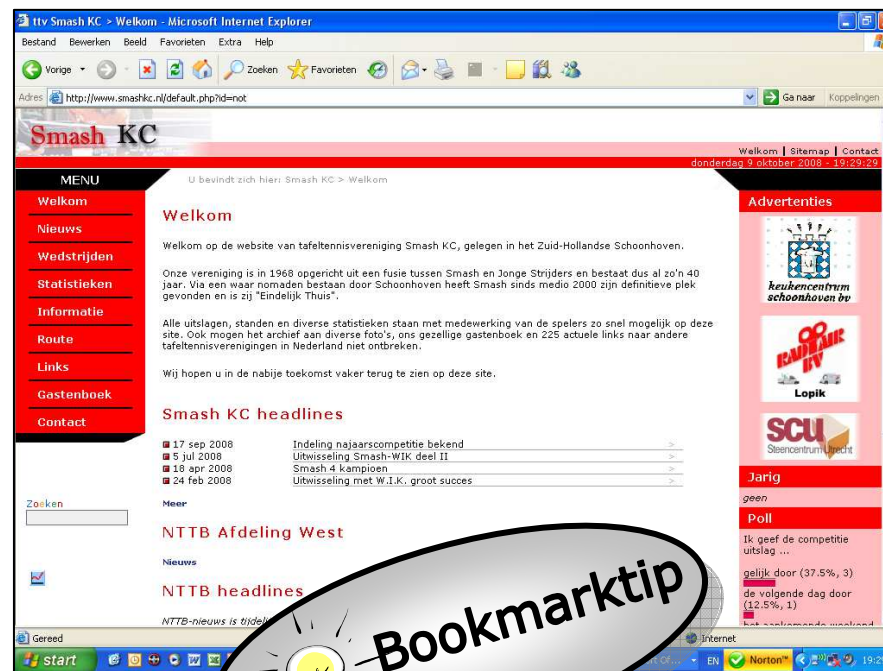 ttv Smash KC > Welkom - Microsoft Internet Explorer
Bestand Bewerken Beeld Favorieten Extra Help
Vorige Zoeken Favorieten
Adres http://www.smashkc.nl/default.php?id=not Ga naar Koppelingen
Smash KC
Welkom | Sitemap | Contact
donderdag 9 oktober 2008 - 19:29:29
MENU
U bevindt zich hier: Smash KC > Welkom
Welkom
Nieuws
Wedstrijden
Statistieken
Informatie
Route
Links
Gastenboek
Contact
Zoeken
Welkom
Welkom op de website van tafeltennisvereniging Smash KC, gelegen in het Zuid-Hollandse Schoonhoven.
Onze vereniging is in 1968 opgericht uit een fusie tussen Smash en Jonge Strijders en bestaat dus al zo'n 40
jaar. Via een waar nomaden bestaan door Schoonhoven heeft Smash sinds medio 2000 zijn definitieve plek
gevonden en is zij "Eindelijk Thuis".
Alle uitslagen, standen en diverse statistieken staan met medewerking van de spelers zo snel mogelijk op deze
site. Ook mogen het archief aan diverse foto's, ons gezellige gastenboek en 225 actuele links naar andere
tafeltennisverenigingen in Nederland niet ontbreken.
Wij hopen u in de nabije toekomst vaker terug te zien op deze site.
Smash KC headlines
17 sep 2008 Indeling najaarscompetitie bekend >
5 jul 2008 Uitwisseling Smash-WIK deel II >
18 apr 2008 Smash 4 kampioen >
24 feb 2008 Uitwisseling met W.I.K. groot succes >
Meer
NTTB Afdeling West
Nieuws
NTTB headlines
NTTB-nieuws is
Advertenties
keukencentrum
schoonhoven bv
RADIAIR
BV
Lopik
SCU
Steencentrum Utrecht
Jarig
geen
Poll
Ik geef de competitie
uitslag ...
gelijk door (37.5%, 3)
de volgende dag door
(12.5%, 1)
het aankomende weekend
Bookmarktip
Gereed Internet
start EN Norton™